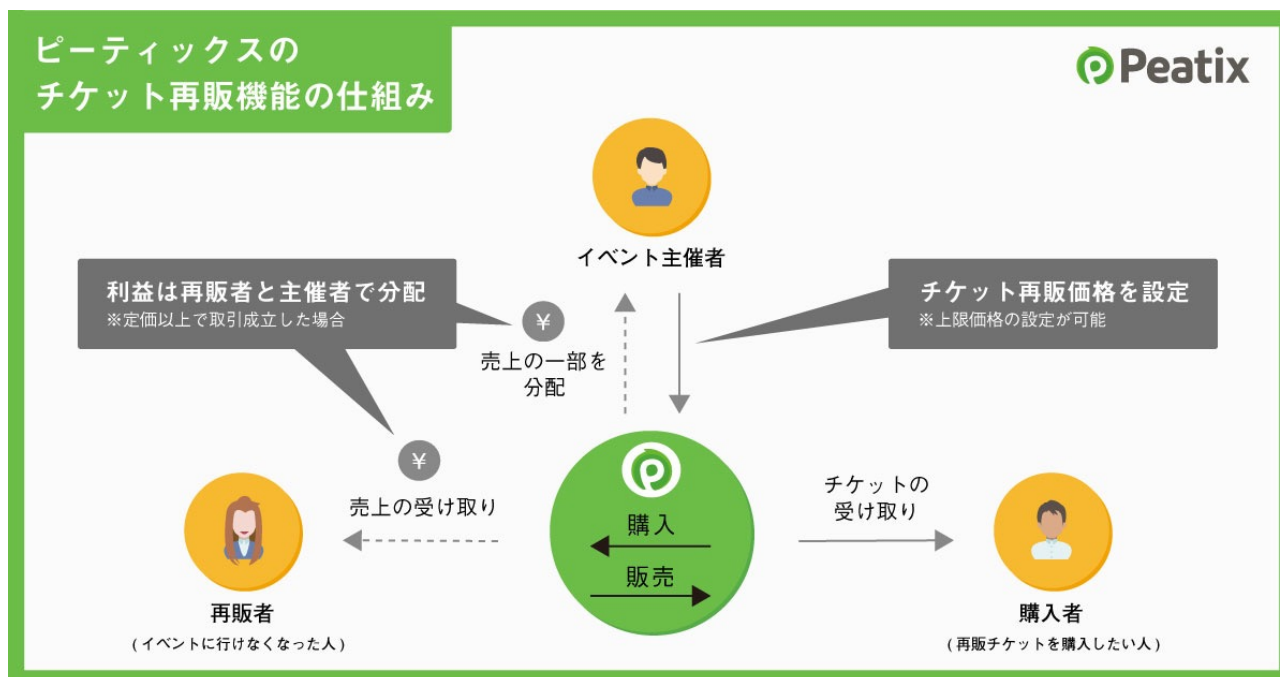 ピーティックスの
チケット再販機能の仕組み
Peatix
イベント主催者
利益は再販者と主催者で分配
※定価以上で取引成立した場合
チケット再販価格を設定
※上限価格の設定が可能
¥
売上の一部を
分配
¥
売上の受け取り
購入
販売
チケットの
受け取り
再販者
(イベントに行けなくなった人)
購入者
(再販チケットを購入したい人)